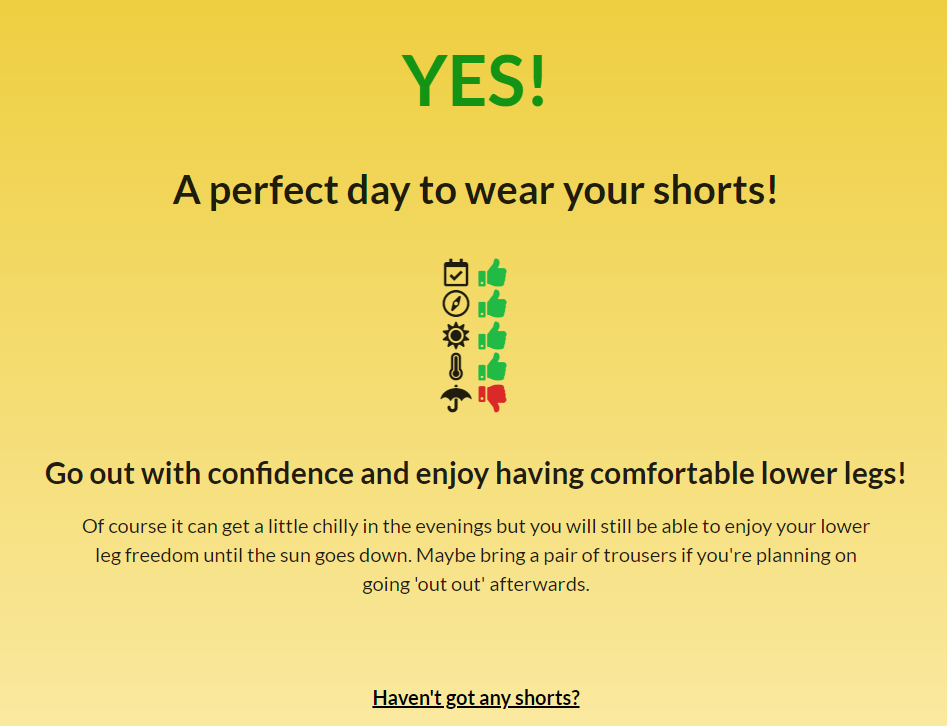 YES!
A perfect day to wear your shorts!
Go out with confidence and enjoy having comfortable lower legs!
Of course it can get a little chilly in the evenings but you will still be able to enjoy your lower
leg freedom until the sun goes down. Maybe bring a pair of trousers if you're planning on
going 'out out' afterwards.
Haven't got any shorts?